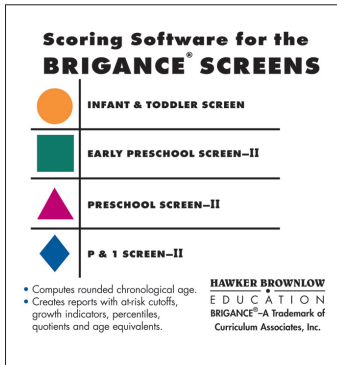 Scoring Software for the
BRIGANCE® SCREENS
INFANT & TODDLER SCREEN
EARLY PRESCHOOL SCREEN–II
PRESCHOOL SCREEN–II
P & 1 SCREEN–II
• Computes rounded chronological age.
• Creates reports with at-risk cutoffs,
growth indicators, percentiles,
quotients and age equivalents.
HAWKER BROWNLOW
EDUCATION
BRIGANCE®–A Trademark of
Curriculum Associates, Inc.